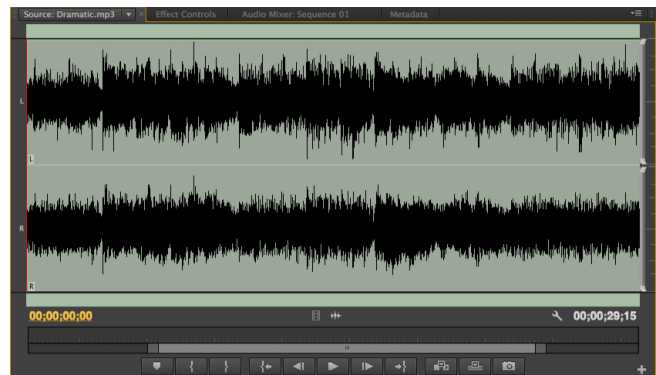 Source: Dramatic.mp3 Effect Controls Audio Mixer: Sequence 01 Metadata
L
L
R
R
00;00;00;00 00;00;29;15